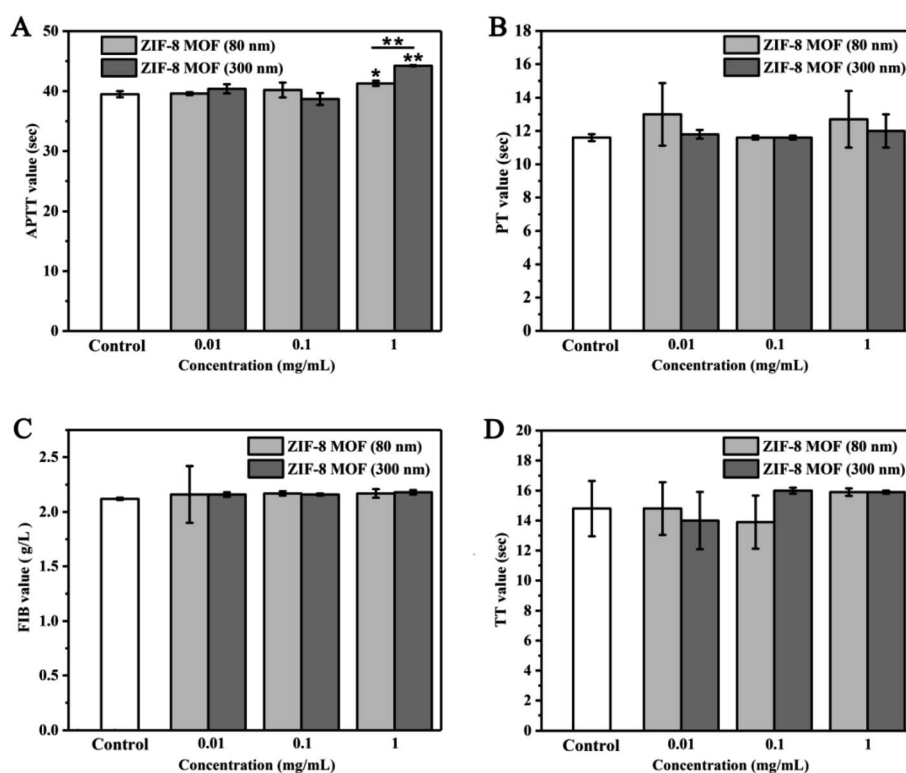 A
50
40
30
20
10
0
APTT value (sec)
ZIF-8 MOF (80 nm)
ZIF-8 MOF (300 nm)
**
*
**
Control
0.01
0.1
1
Concentration (mg/mL)
B
18
16
14
12
10
8
6
4
2
0
PT value (sec)
ZIF-8 MOF (80 nm)
ZIF-8 MOF (300 nm)
Control
0.01
0.1
1
Concentration (mg/mL)
C
2.5
2.0
1.5
1.0
0.5
0.0
FIB value ( g/L )
ZIF-8 MOF (80 nm)
ZIF-8 MOF (300 nm)
Control
0.01
0.1
1
Concentration (mg/mL)
D
20
18
16
14
12
10
8
6
4
2
0
TT value (sec)
ZIF-8 MOF (80 nm)
ZIF-8 MOF (300 nm)
Control
0.01
0.1
1
Concentration (mg/mL)